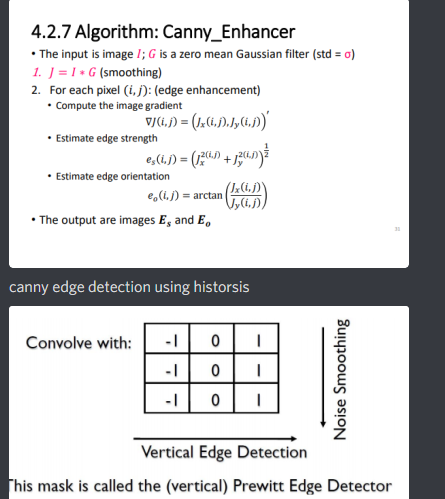 4.2.7 Algorithm: Canny_Enhancer
• The input is image I; G is a zero mean Gaussian filter (std = σ)
1. J = I * G (smoothing)
2. For each pixel (i, j): (edge enhancement)
• Compute the image gradient
∇J(i, j) = (Jₓ(i, j), Jᵧ(i, j))′
• Estimate edge strength
eₛ(i, j) = (Jₓ²⁽ⁱ,ʲ⁾ + Jᵧ²⁽ⁱ,ʲ⁾)^½
• Estimate edge orientation
eₒ(i, j) = arctan (Jₓ(i, j) / Jᵧ(i, j))
• The output are images Eₛ and Eₒ
canny edge detection using historsis
Convolve with:
-1 0 1
-1 0 1
-1 0 1
Noise Smoothing
Vertical Edge Detection
This mask is called the (vertical) Prewitt Edge Detector